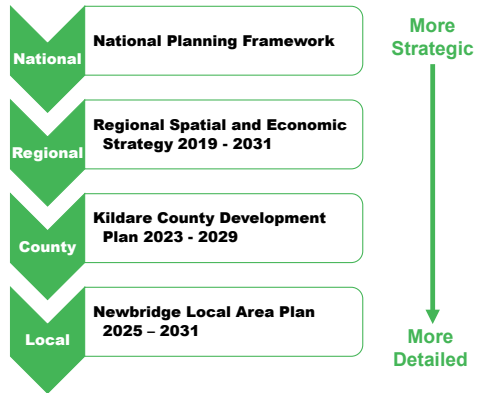 National
National Planning Framework
Regional
Regional Spatial and Economic
Strategy 2019 - 2031
County
Kildare County Development
Plan 2023 - 2029
Local
Newbridge Local Area Plan
2025 – 2031
More
Strategic
More
Detailed